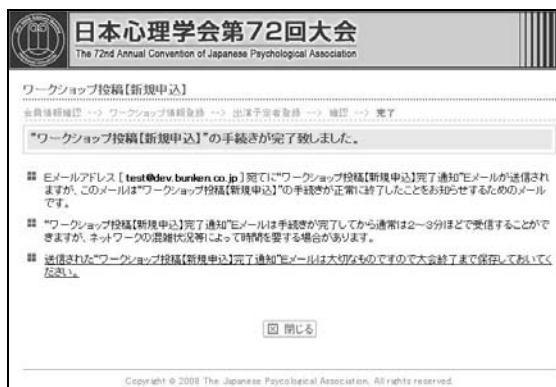 日本心理学会第72回大会
The 72nd Annual Convention of Japanese Psychological Association
ワークショップ投稿【新規申込】
会員情報確認 --> ワークショップ情報登録 --> 出演予定者登録 --> 確認 --> 完了
"ワークショップ投稿【新規申込】"の手続きが完了致しました。
Eメールアドレス [ test@dev.bunken.co.jp ] 宛てに"ワークショップ投稿【新規申込】完了通知"Eメールが送信され
ますが、このメールは"ワークショップ投稿【新規申込】"の手続きが正常に終了したことをお知らせするためのメール
です。
"ワークショップ投稿【新規申込】完了通知"Eメールは手続きが完了してから通常は2～3分ほどで受信することがで
きますが、ネットワークの混雑状況等によって時間を要する場合があります。
送信された"ワークショップ投稿【新規申込】完了通知"Eメールは大切なものですので大会終了まで保存しておいてく
ださい。
閉じる
Copyright © 2008 The Japanese Psycological Association. All rights reserved.